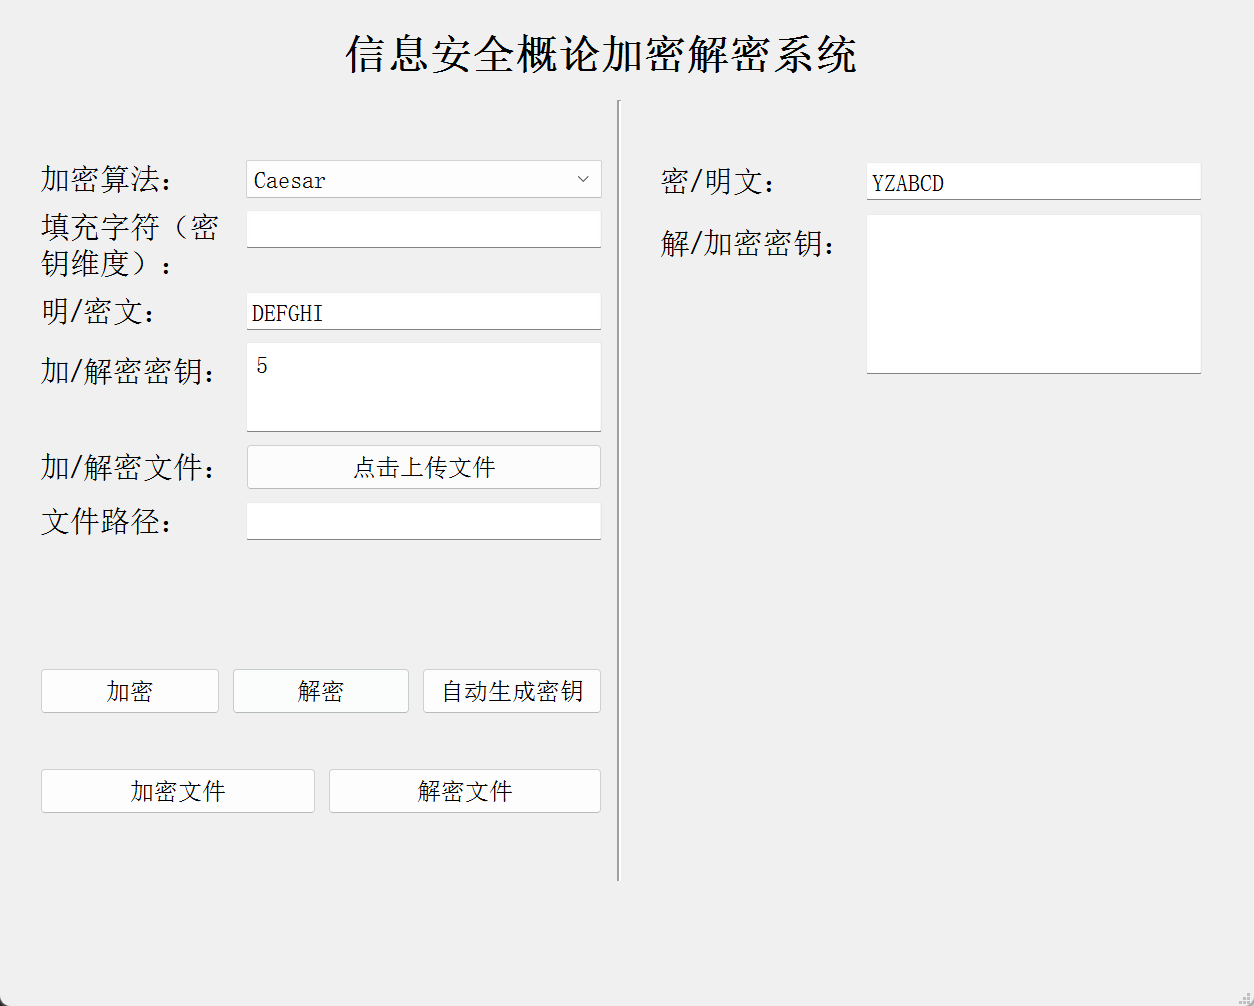 信息安全概论加密解密系统
加密算法：
Caesar
填充字符（密
钥维度）：
明/密文：
DEFGHI
加/解密密钥：
5
加/解密文件：
点击上传文件
文件路径：
加密
解密
自动生成密钥
加密文件
解密文件
密/明文：
YZABCD
解/加密密钥：